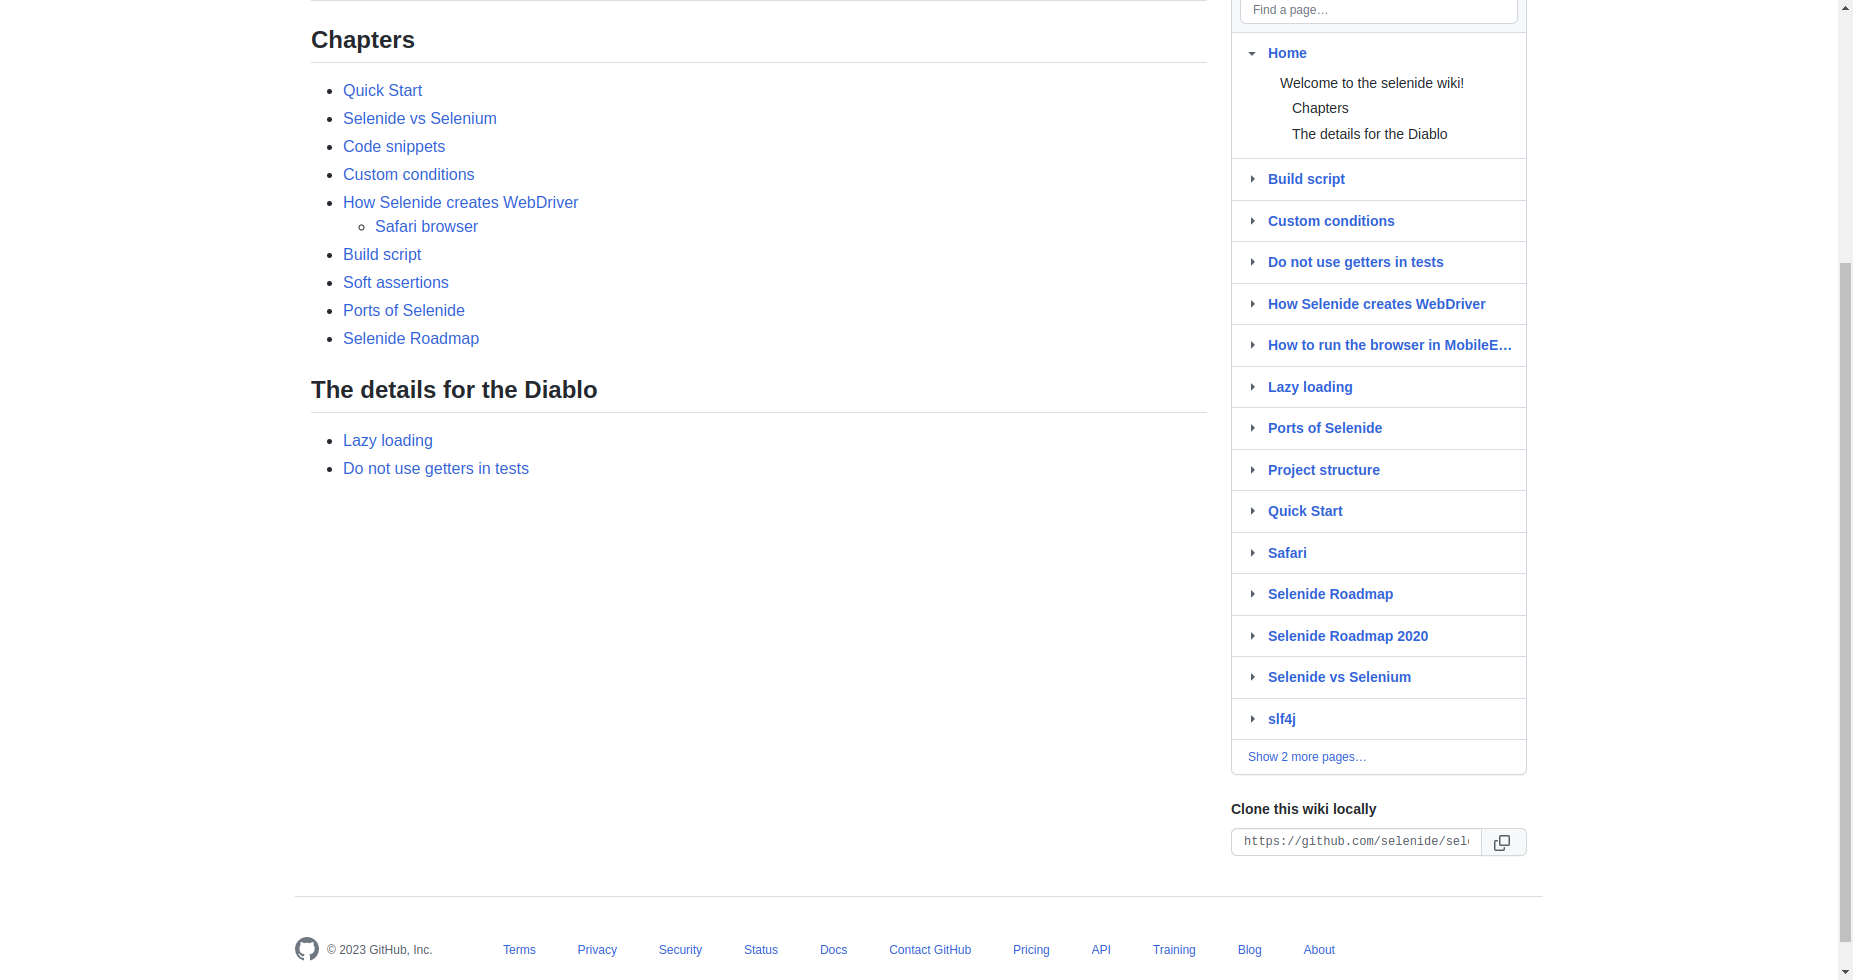 Chapters
Quick Start
Selenide vs Selenium
Code snippets
Custom conditions
How Selenide creates WebDriver
Safari browser
Build script
Soft assertions
Ports of Selenide
Selenide Roadmap
The details for the Diablo
Lazy loading
Do not use getters in tests
Find a page…
Home
Welcome to the selenide wiki!
Chapters
The details for the Diablo
Build script
Custom conditions
Do not use getters in tests
How Selenide creates WebDriver
How to run the browser in MobileE…
Lazy loading
Ports of Selenide
Project structure
Quick Start
Safari
Selenide Roadmap
Selenide Roadmap 2020
Selenide vs Selenium
slf4j
Show 2 more pages…
Clone this wiki locally
https://github.com/selenide/sel
© 2023 GitHub, Inc. Terms Privacy Security Status Docs Contact GitHub Pricing API Training Blog About